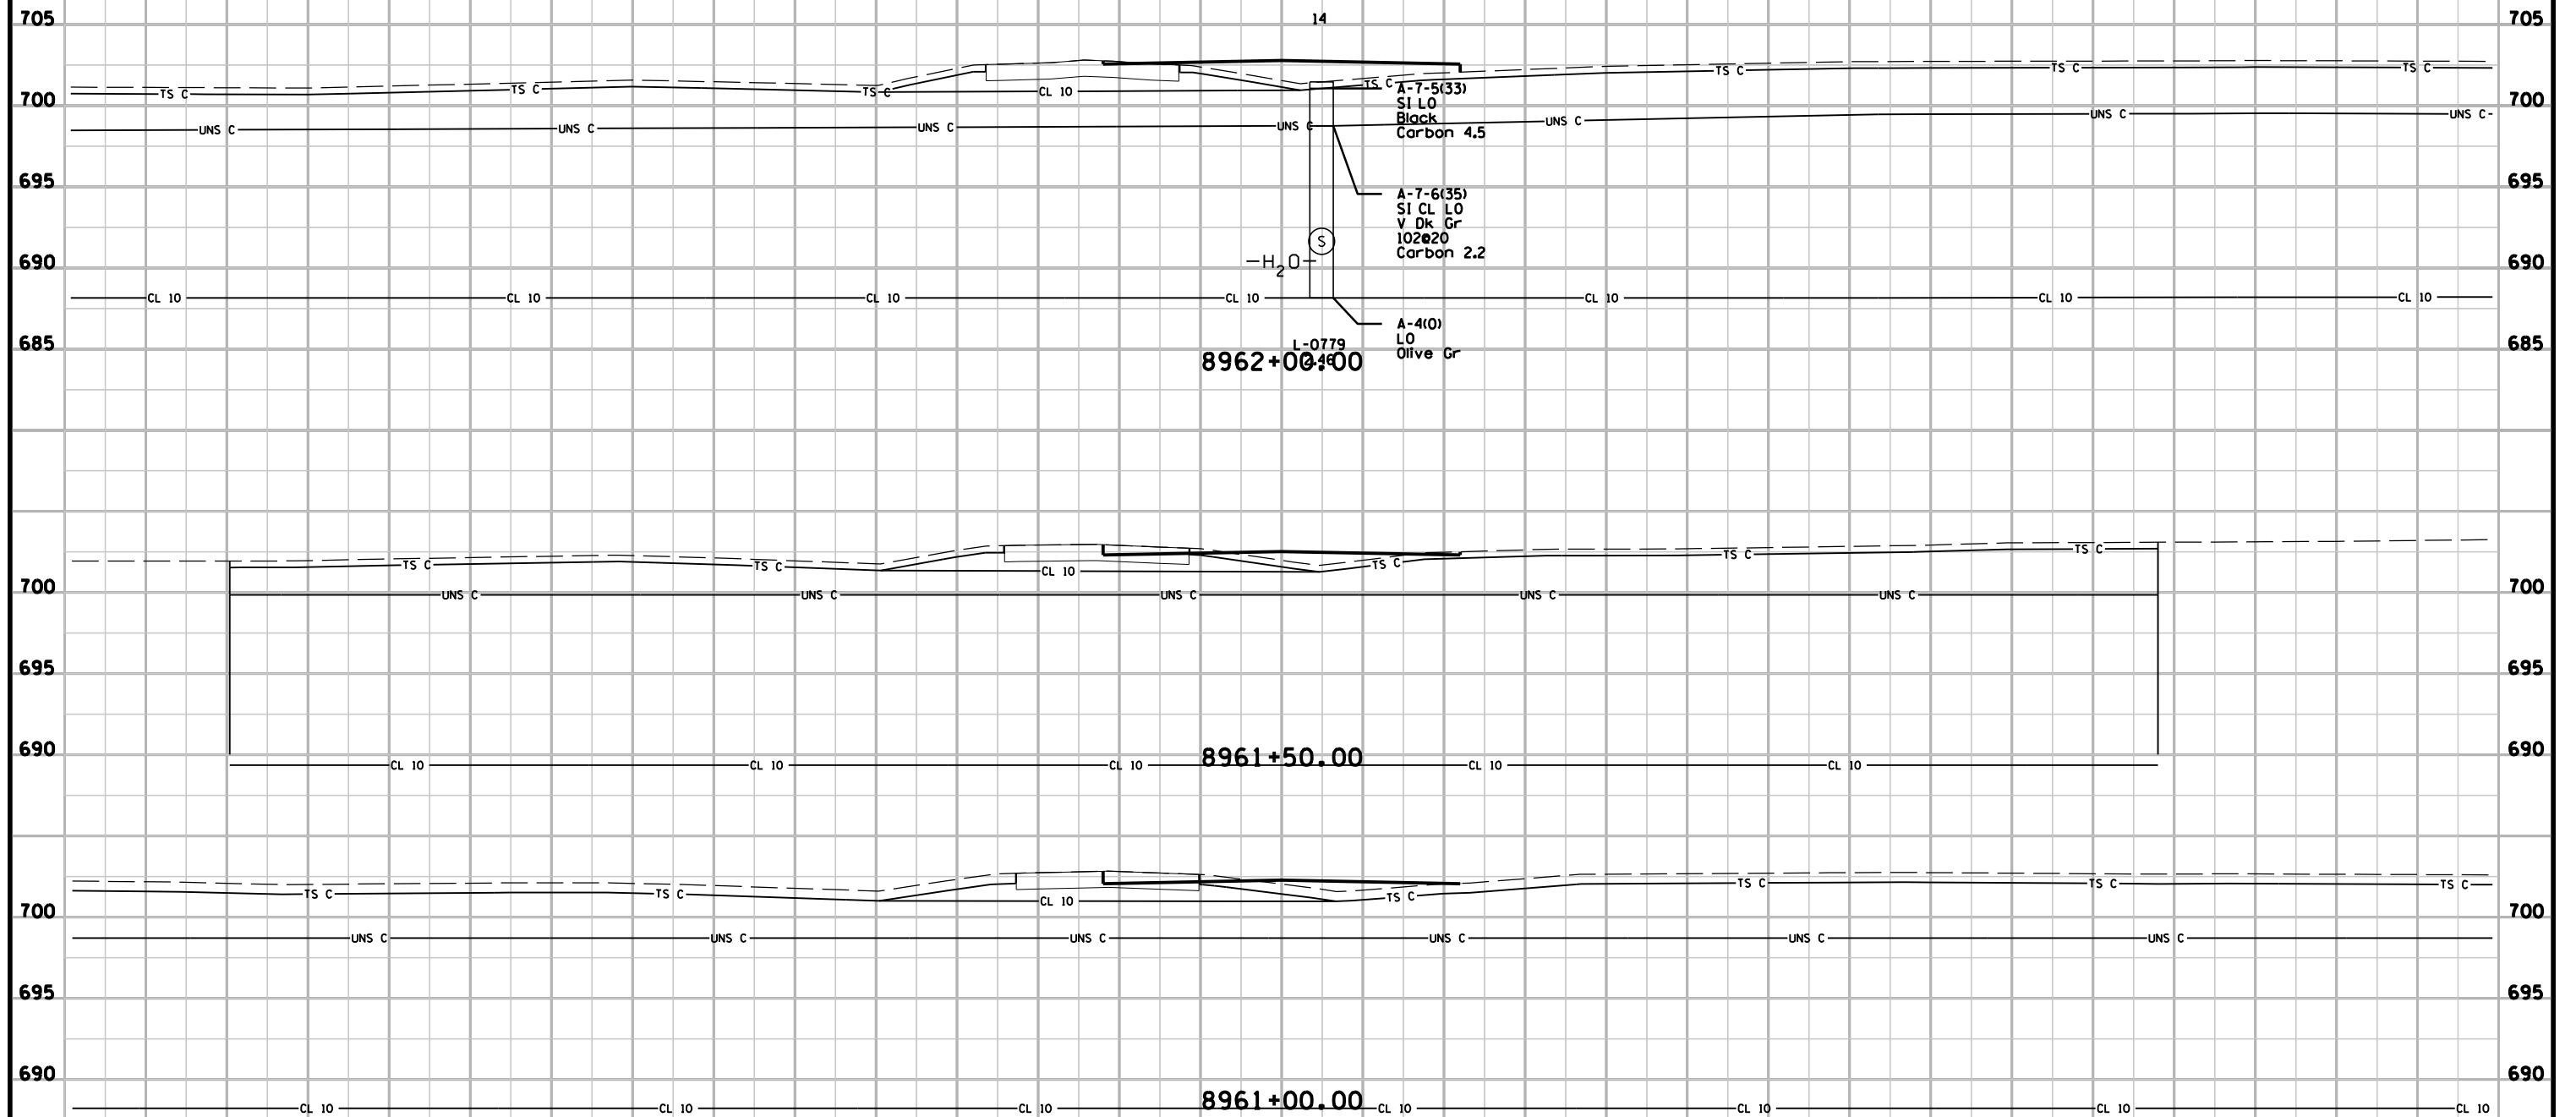 705 14 705
TS C TS C TS C CL 10 TS C TS C TS C TS C
700 A-7-5(33) 700
SI LO
Black
Carbon 4.5
UNS C UNS C UNS C UNS C UNS C UNS C UNS C
695 695
A-7-6(35)
SI CL LO
V Dk Gr
Carbon 2.2
S
690 H2O 690
CL 10 CL 10 CL 10 CL 10 CL 10 CL 10 CL 10
A-4(0)
LO
Olive Gr
685 L-0779 685
8962+00.00
TS C TS C CL 10 TS C TS C TS C
700 700
UNS C UNS C UNS C UNS C UNS C
695 695
690 690
CL 10 CL 10 CL 10 8961+50.00 CL 10 CL 10
TS C TS C CL 10 TS C TS C TS C TS C
700 700
UNS C UNS C UNS C UNS C UNS C UNS C
695 695
690 690
CL 10 CL 10 CL 10 8961+00.00 CL 10 CL 10 CL 10 CL 10